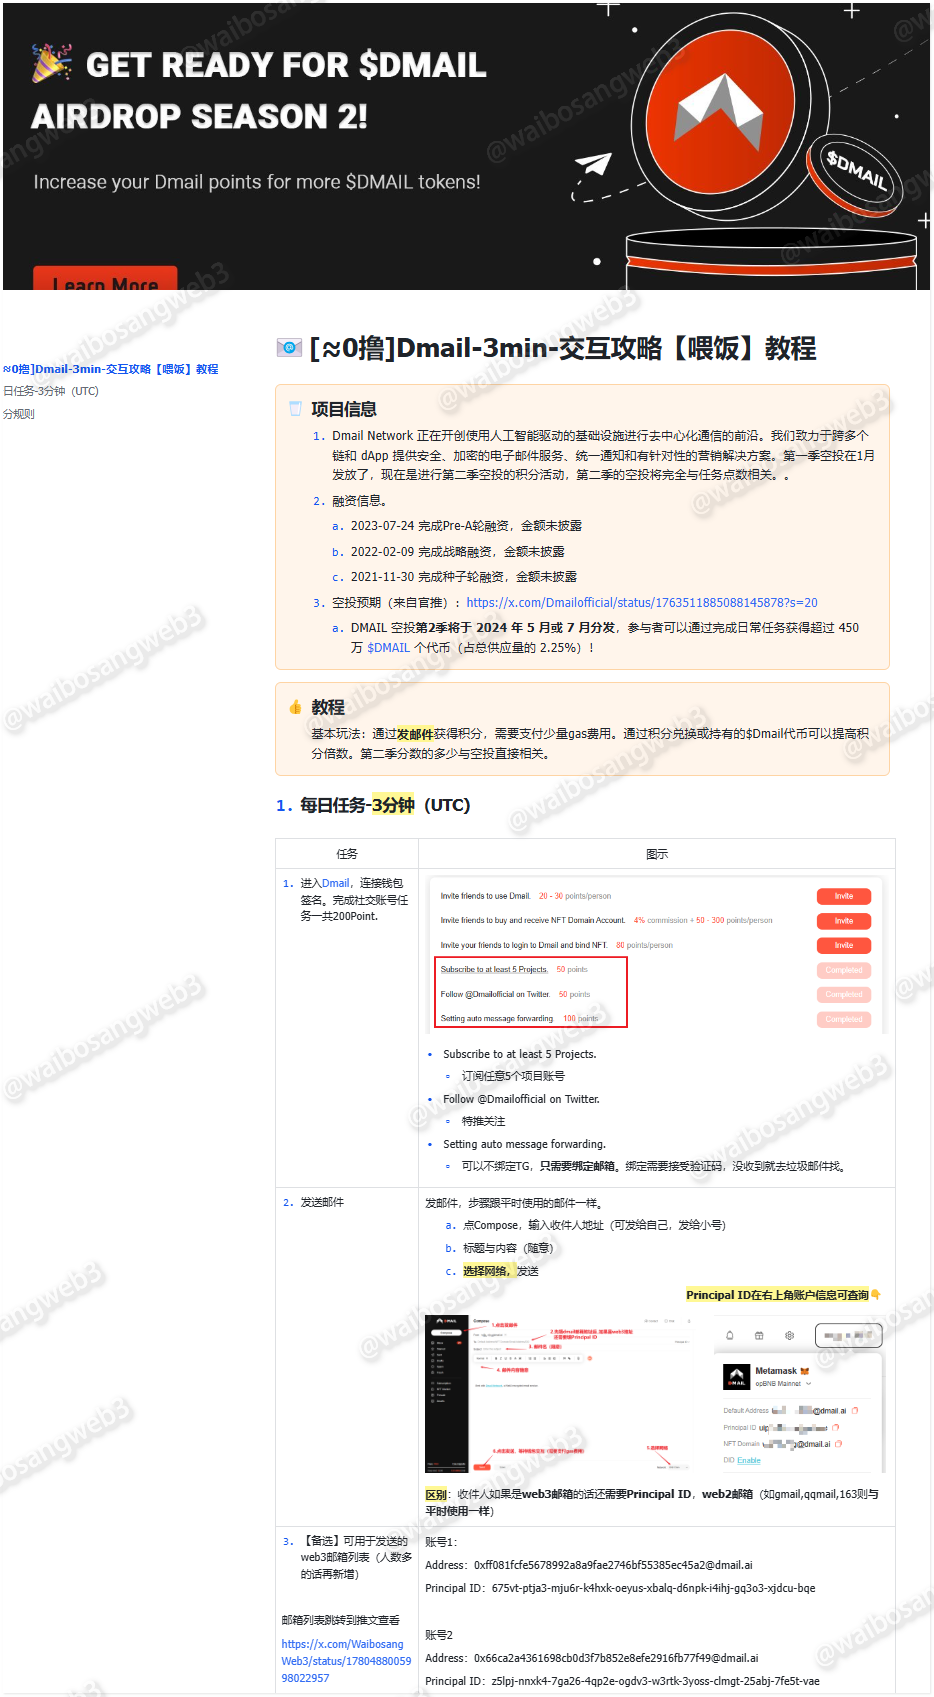 🎉 GET READY FOR $DMAIL
AIRDROP SEASON 2!
Increase your Dmail points for more $DMAIL tokens!
Learn More
$DMAIL
≈0撸]Dmail-3min-交互攻略【喂饭】教程
日任务-3分钟（UTC）
分规则
[≈0撸]Dmail-3min-交互攻略【喂饭】教程
项目信息
1. Dmail Network 正在开创使用人工智能驱动的基础设施进行去中心化通信的前沿。我们致力于跨多个
链和 dApp 提供安全、加密的电子邮件服务、统一通知和有针对性的营销解决方案。第一季空投在1月
发放了，现在是进行第二季空投的积分活动，第二季的空投将完全与任务点数相关。。
2. 融资信息。
a. 2023-07-24 完成Pre-A轮融资，金额未披露
b. 2022-02-09 完成战略融资，金额未披露
c. 2021-11-30 完成种子轮融资，金额未披露
3. 空投预期（来自官推）：https://x.com/Dmailofficial/status/1763511885088145878?s=20
a. DMAIL 空投第2季将于 2024 年 5 月或 7 月分发，参与者可以通过完成日常任务获得超过 450
万 $DMAIL 个代币（占总供应量的 2.25%）！
👍 教程
基本玩法：通过发邮件获得积分，需要支付少量gas费用。通过积分兑换或持有的$Dmail代币可以提高积
分倍数。第二季分数的多少与空投直接相关。
1. 每日任务-3分钟（UTC）
任务
图示
1. 进入Dmail，连接钱包
签名。完成社交账号任
务一共200Point.
Invite friends to use Dmail. 20 - 30 points/person Invite
Invite friends to buy and receive NFT Domain Account. 4% commission + 50 - 300 points/person Invite
Invite your friends to login to Dmail and bind NFT. 80 points/person Invite
Subscribe to at least 5 Projects. 50 points Completed
Follow @Dmailofficial on Twitter. 50 points Completed
Setting auto message forwarding 100 points Completed
• Subscribe to at least 5 Projects.
▫ 订阅任意5个项目账号
• Follow @Dmailofficial on Twitter.
▫ 特推关注
• Setting auto message forwarding.
▫ 可以不绑定TG，只需要绑定邮箱。绑定需要接受验证码，没收到就去垃圾邮件找。
2. 发送邮件
发邮件，步骤跟平时使用的邮件一样。
a. 点Compose，输入收件人地址（可发给自己，发给小号）
b. 标题与内容（随意）
c. 选择网络，发送
Principal ID在右上角账户信息可查询👇
Metamask
opBNB Mainnet
Default Address @dmail.ai
Principal ID
NFT Domain @dmail.ai
DID Enable
区别：收件人如果是web3邮箱的话还需要Principal ID，web2邮箱（如gmail,qqmail,163则与
平时使用一样）
3. 【备选】可用于发送的
web3邮箱列表（人数多
的话再新增）
邮箱列表跳转到推文查看
https://x.com/Waibosang
Web3/status/17804880059
98022957
账号1：
Address：0xff081fcfe5678992a8a9fae2746bf55385ec45a2@dmail.ai
Principal ID：675vt-ptja3-mju6r-k4hxk-oeyus-xbalq-d6npk-i4ihj-gq3o3-xjdcu-bqe
账号2
Address：0x66ca2a4361698cb0d3f7b852e8efe2916fb77f49@dmail.ai
Principal ID：z5lpj-nnxk4-7ga26-4qp2e-ogdv3-w3rtk-3yoss-clmgt-25abj-7fe5t-vae
@waibosangweb3